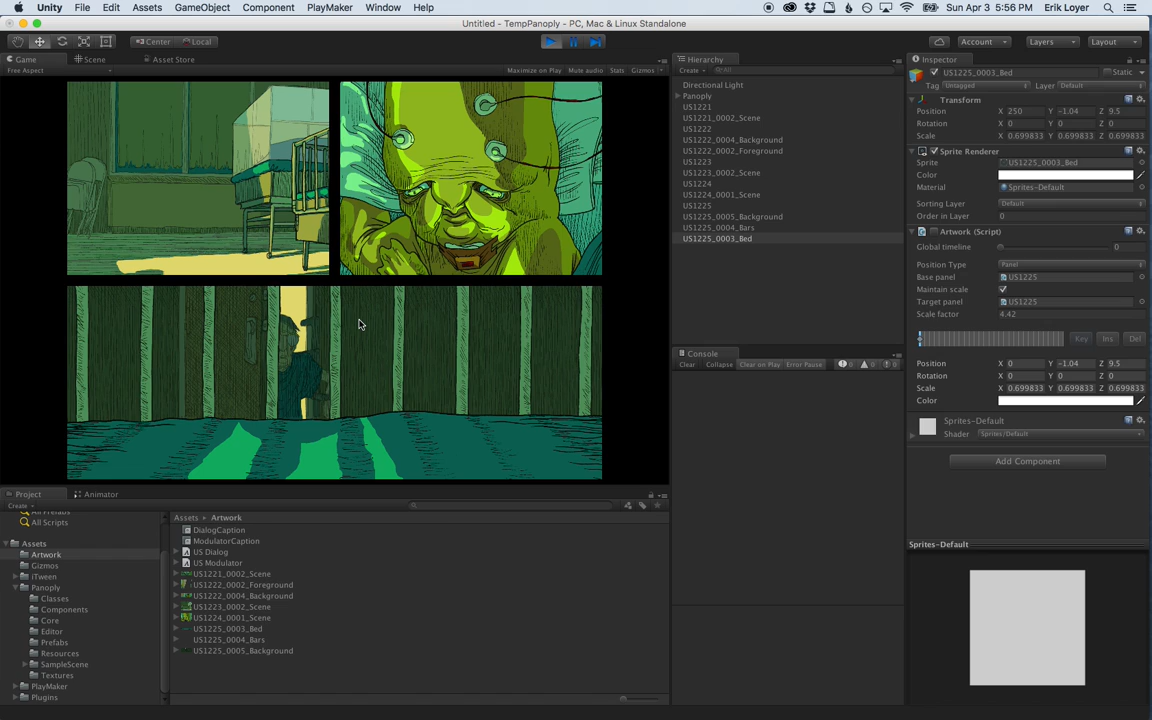 Unity File Edit Assets GameObject Component PlayMaker Window Help Sun Apr 3 5:56 PM Erik Loyer
Untitled - TempPanoply - PC, Mac & Linux Standalone
Center Local Account Layers Layout
Game Scene Asset Store
Free Aspect Maximize on Play Mute audio Stats Gizmos
Hierarchy
Create All
Directional Light
Panoply
US1221
US1221_0002_Scene
US1222
US1222_0004_Background
US1222_0002_Foreground
US1223
US1223_0002_Scene
US1224
US1224_0001_Scene
US1225
US1225_0005_Background
US1225_0004_Bars
US1225_0003_Bed
Console
Clear Collapse Clear on Play Error Pause 0 0 0
Inspector
US1225_0003_Bed Static
Tag Untagged Layer Default
Transform
Position X 250 Y -1.04 Z 9.5
Rotation X 0 Y 0 Z 0
Scale X 0.699833 Y 0.699833 Z 0.699833
Sprite Renderer
Sprite US1225_0003_Bed
Color
Material Sprites-Default
Sorting Layer Default
Order in Layer 0
Artwork (Script)
Global timeline 0
Position Type Panel
Base panel US1225
Maintain scale
Target panel US1225
Scale factor 4.42
Key Ins Del
Position X 0 Y -1.04 Z 9.5
Rotation X 0 Y 0 Z 0
Scale X 0.699833 Y 0.699833 Z 0.699833
Color
Sprites-Default
Shader Sprites/Default
Add Component
Sprites-Default
Project Animator
Create
All Prefabs
All Scripts
Assets
Artwork
Gizmos
iTween
Panoply
Classes
Components
Core
Editor
Prefabs
Resources
SampleScene
Textures
PlayMaker
Plugins
Assets Artwork
DialogCaption
ModulatorCaption
US Dialog
US Modulator
US1221_0002_Scene
US1222_0002_Foreground
US1222_0004_Background
US1223_0002_Scene
US1224_0001_Scene
US1225_0003_Bed
US1225_0004_Bars
US1225_0005_Background